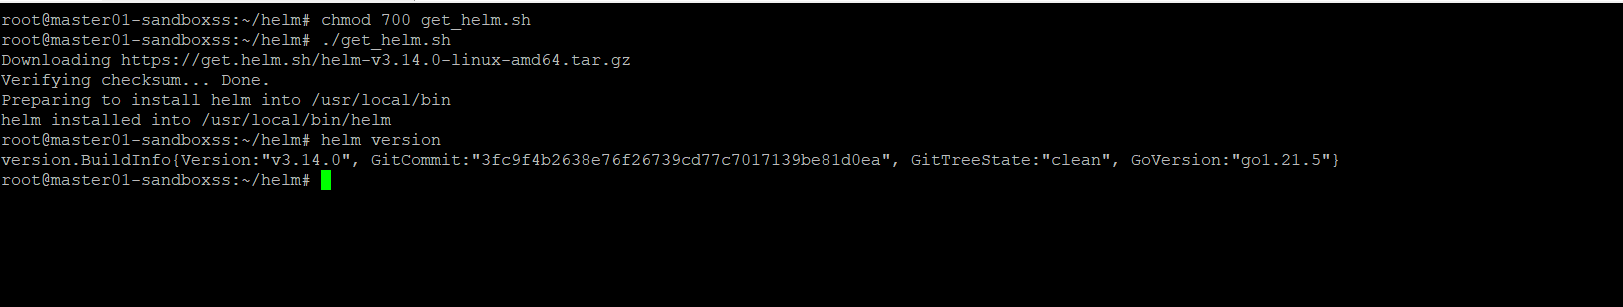 root@master01-sandboxss:~/helm# chmod 700 get_helm.sh
root@master01-sandboxss:~/helm# ./get_helm.sh
Downloading https://get.helm.sh/helm-v3.14.0-linux-amd64.tar.gz
Verifying checksum... Done.
Preparing to install helm into /usr/local/bin
helm installed into /usr/local/bin/helm
root@master01-sandboxss:~/helm# helm version
version.BuildInfo{Version:"v3.14.0", GitCommit:"3fc9f4b2638e76f26739cd77c7017139be81d0ea", GitTreeState:"clean", GoVersion:"go1.21.5"}
root@master01-sandboxss:~/helm#